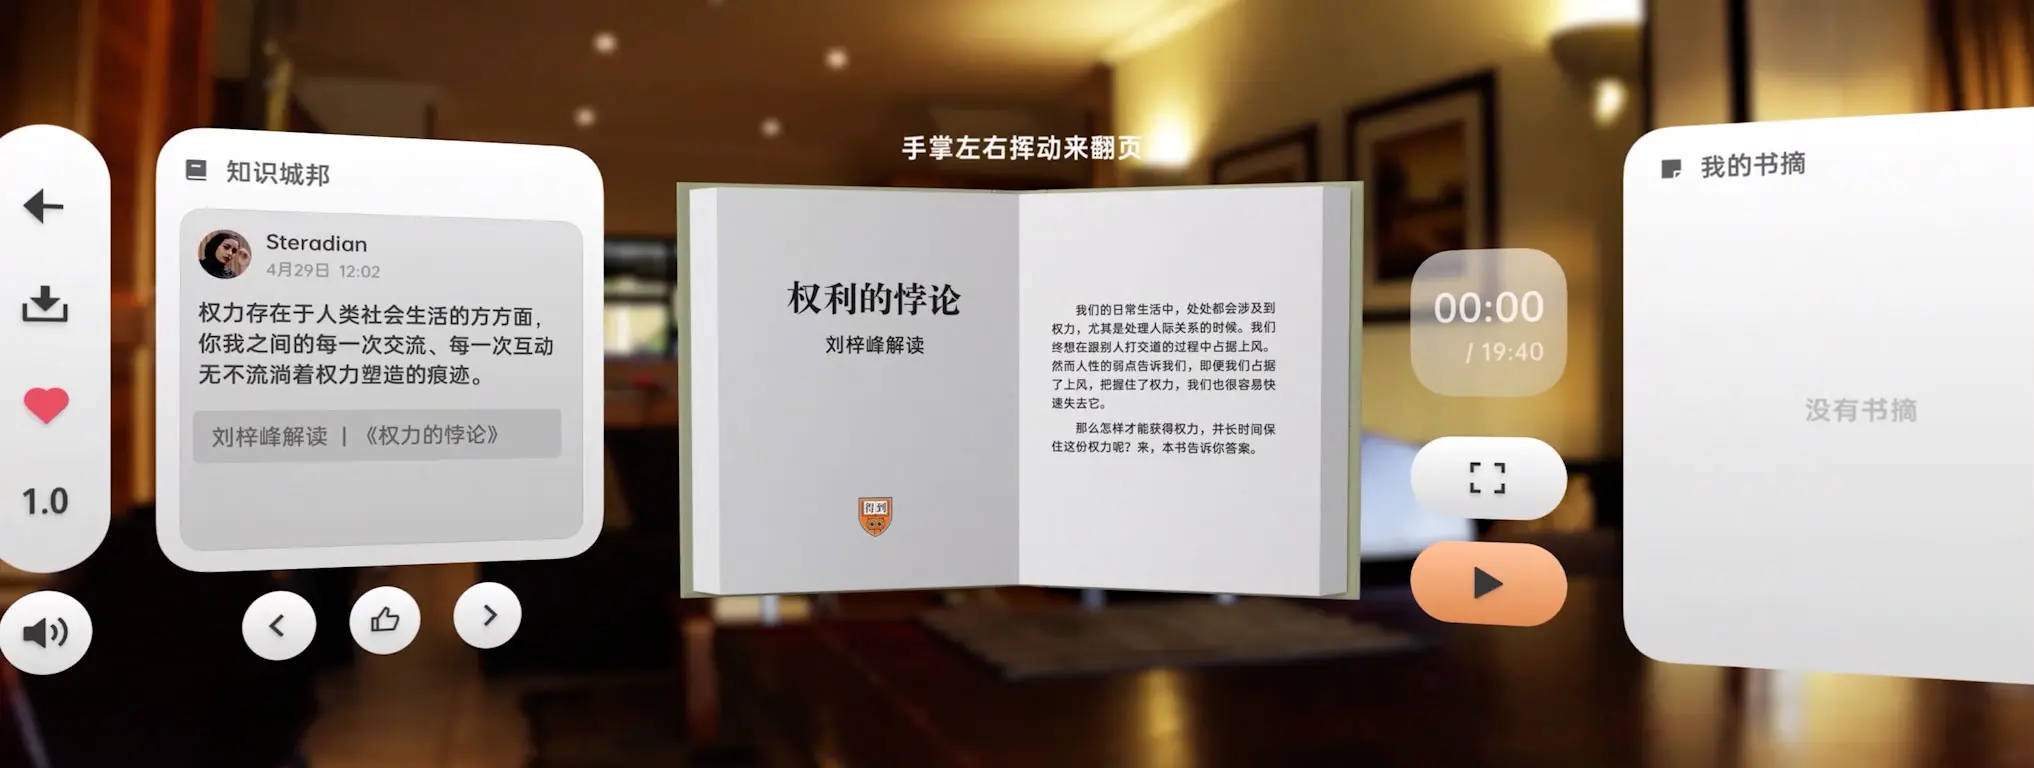 手掌左右挥动来翻页
知识城邦
Steradian
4月29日 12:02
权力存在于人类社会生活的方方面，
你我之间的每一次交流、每一次互动
无不流淌着权力塑造的痕迹。
刘梓峰解读 | 《权力的悖论》
1.0
权利的悖论
刘梓峰解读
得到
我们的日常生活中，处处都会涉及到
权力，尤其是处理人际关系的时候。我们
终想在跟别人打交道的过程中占据上风。
然而人性的弱点告诉我们，即便我们占据
了上风，把握住了权力，我们也很容易快
速失去它。
那么怎样才能获得权力，并长时间保
住这份权力呢？来，本书告诉你答案。
00:00
/ 19:40
我的书摘
没有书摘